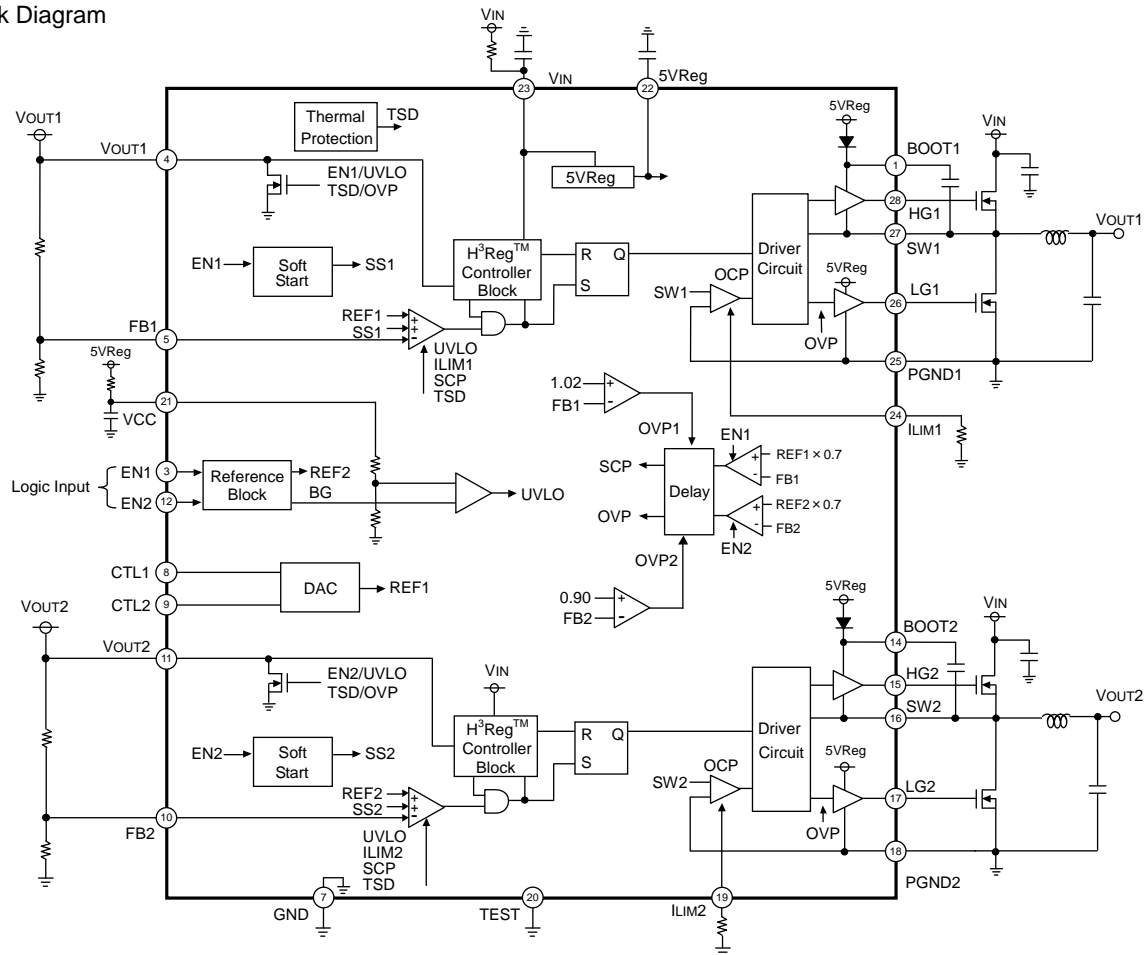 k Diagram
VIN
VIN
5VReg
23
22
VOUT1
Thermal
Protection
TSD
5VReg
VIN
VOUT1
4
BOOT1
1
EN1/UVLO
TSD/OVP
5VReg
28
HG1
VOUT1
27
SW1
H³Reg™
Controller
Block
R
Q
S
Driver
Circuit
EN1
Soft
Start
SS1
OCP
SW1
5VReg
LG1
26
REF1
SS1
+
+
-
FB1
5
OVP
25
PGND1
UVLO
ILIM1
SCP
TSD
5VReg
21
VCC
1.02
FB1
+
-
24
ILIM1
OVP1
EN1
REF1×0.7
FB1
+
-
SCP
Delay
OVP
REF2×0.7
FB2
+
-
EN2
OVP2
Logic Input
EN1
3
EN2
12
Reference
Block
REF2
BG
UVLO
CTL1
8
CTL2
9
DAC
REF1
0.90
FB2
+
-
5VReg
VIN
VOUT2
VOUT2
11
BOOT2
14
EN2/UVLO
TSD/OVP
VIN
HG2
15
SW2
16
VOUT2
H³Reg™
Controller
Block
R
Q
S
Driver
Circuit
EN2
Soft
Start
SS2
OCP
SW2
5VReg
LG2
17
REF2
SS2
+
+
-
FB2
10
OVP
18
PGND2
UVLO
ILIM2
SCP
TSD
7
GND
20
TEST
19
ILIM2